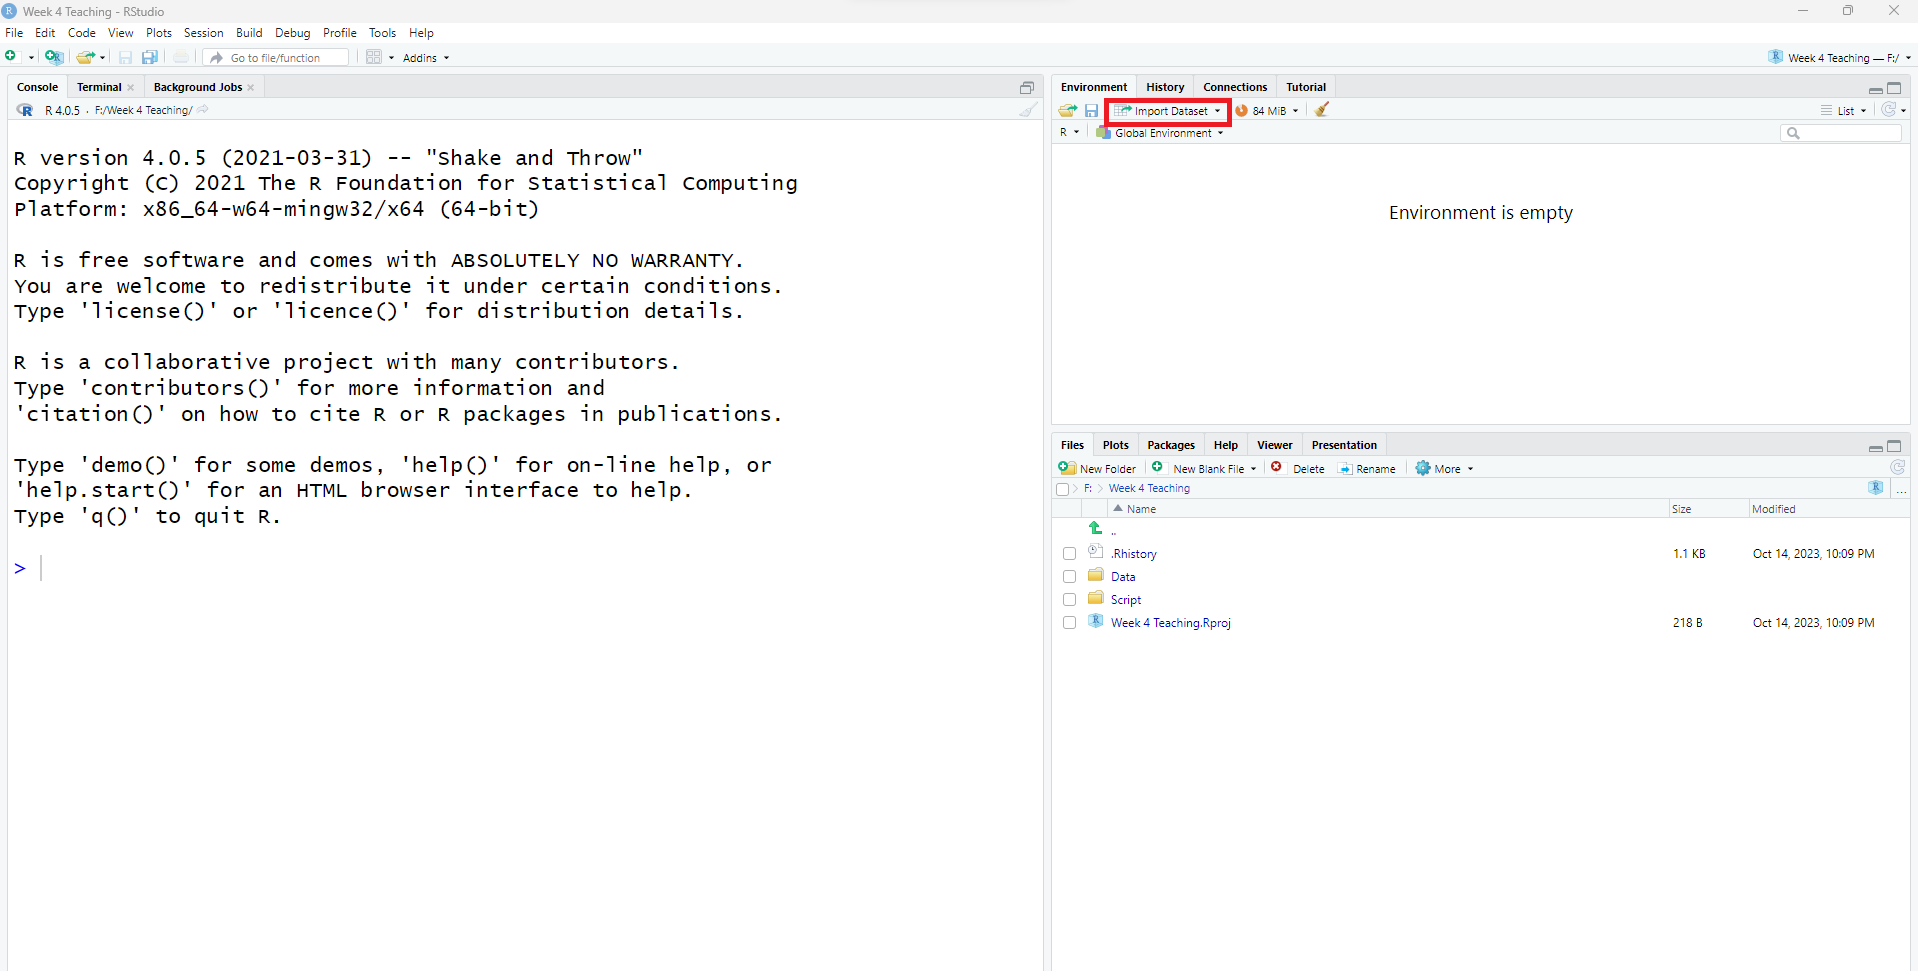 Week 4 Teaching - RStudio
File Edit Code View Plots Session Build Debug Profile Tools Help
Go to file/function Addins Week 4 Teaching — F:/
Console Terminal Background Jobs
R 4.0.5 · F:/Week 4 Teaching/
R version 4.0.5 (2021-03-31) -- "Shake and Throw"
Copyright (C) 2021 The R Foundation for Statistical Computing
Platform: x86_64-w64-mingw32/x64 (64-bit)
R is free software and comes with ABSOLUTELY NO WARRANTY.
You are welcome to redistribute it under certain conditions.
Type 'license()' or 'licence()' for distribution details.
R is a collaborative project with many contributors.
Type 'contributors()' for more information and
'citation()' on how to cite R or R packages in publications.
Type 'demo()' for some demos, 'help()' for on-line help, or
'help.start()' for an HTML browser interface to help.
Type 'q()' to quit R.
>
Environment History Connections Tutorial
Import Dataset 84 MiB List
R Global Environment
Environment is empty
Files Plots Packages Help Viewer Presentation
New Folder New Blank File Delete Rename More
F: Week 4 Teaching ...
Name Size Modified
..
.Rhistory 1.1 KB Oct 14, 2023, 10:09 PM
Data
Script
Week 4 Teaching.Rproj 218 B Oct 14, 2023, 10:09 PM